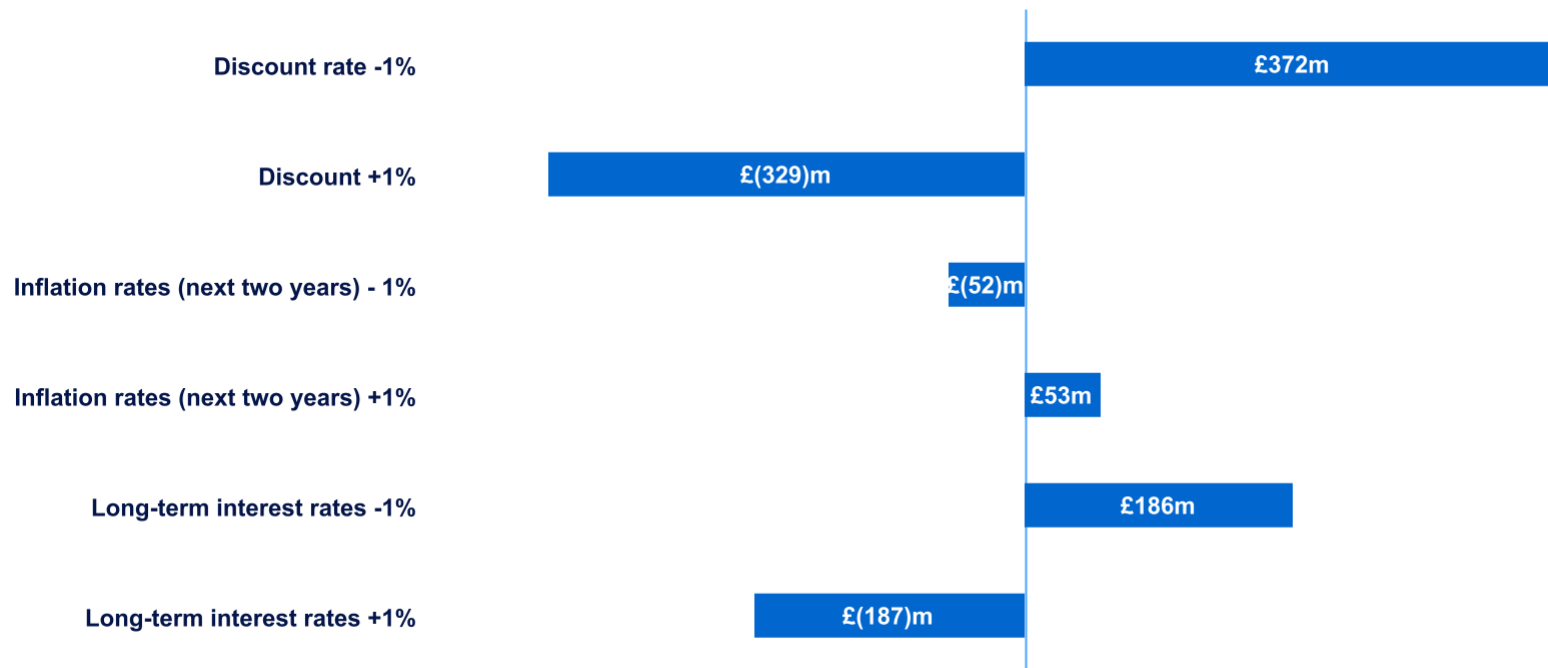 Discount rate -1%
£372m
Discount +1%
£(329)m
Inflation rates (next two years) - 1%
£(52)m
Inflation rates (next two years) +1%
£53m
Long-term interest rates -1%
£186m
Long-term interest rates +1%
£(187)m